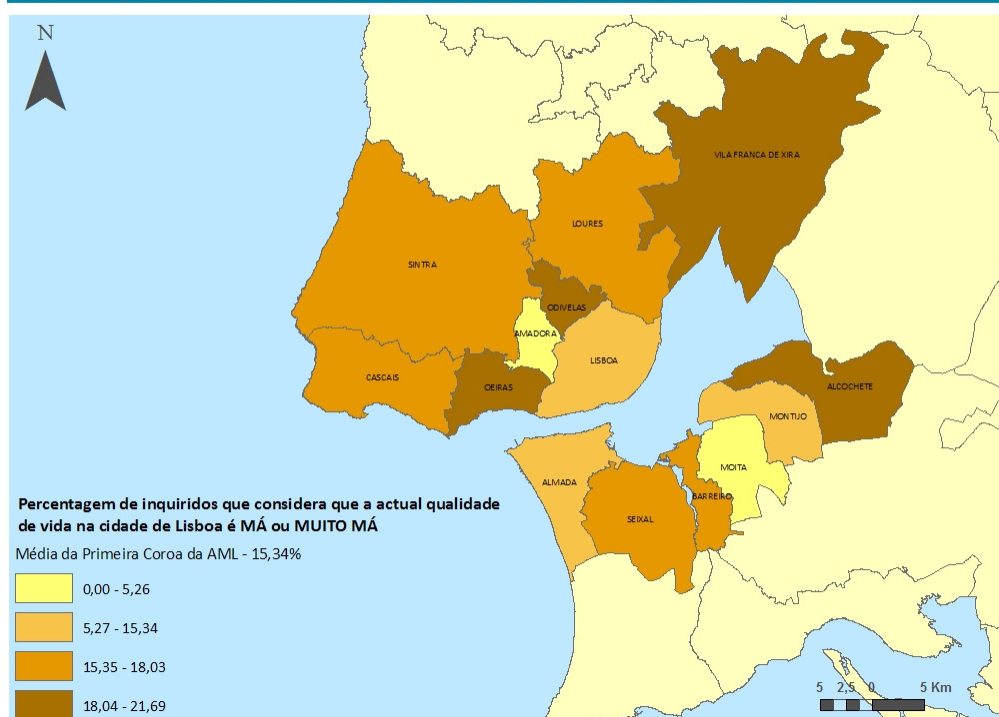 N
VILA FRANCA DE XIRA
LOURES
SINTRA
ODIVELAS
AMADORA
LISBOA
CASCAIS
OEIRAS
ALCOCHETE
MONTIJO
MOITA
ALMADA
BARREIRO
SEIXAL
Percentagem de inquiridos que considera que a actual qualidade
de vida na cidade de Lisboa é MÁ ou MUITO MÁ
Média da Primeira Coroa da AML - 15,34%
0,00 - 5,26
5,27 - 15,34
15,35 - 18,03
18,04 - 21,69
5 2,5 0 5 Km